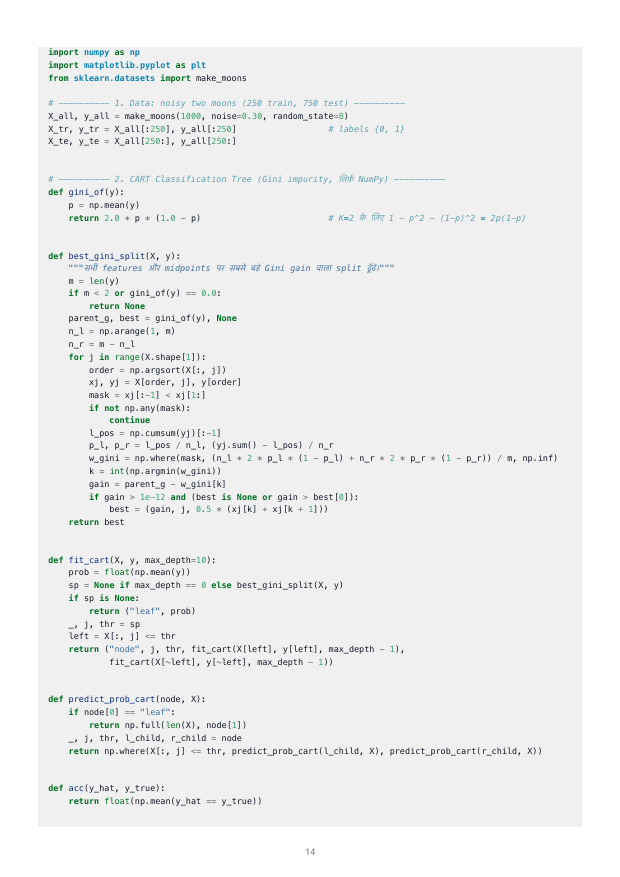 import numpy as np
import matplotlib.pyplot as plt
from sklearn.datasets import make_moons
# −−−−−−−−−− 1. Data: noisy two moons (250 train, 750 test) −−−−−−−−−−
X_all, y_all = make_moons(1000, noise=0.30, random_state=8)
X_tr, y_tr = X_all[:250], y_all[:250] # labels {0, 1}
X_te, y_te = X_all[250:], y_all[250:]
# −−−−−−−−−− 2. CART Classification Tree (Gini impurity, सिर्फ NumPy) −−−−−−−−−−
def gini_of(y):
    p = np.mean(y)
    return 2.0 * p * (1.0 − p) # K=2 के लिए 1 − p^2 − (1−p)^2 = 2p(1−p)
def best_gini_split(X, y):
    """सभी features और midpoints पर सबसे बड़े Gini gain वाला split ढूँढें।"""
    m = len(y)
    if m < 2 or gini_of(y) == 0.0:
        return None
    parent_g, best = gini_of(y), None
    n_l = np.arange(1, m)
    n_r = m − n_l
    for j in range(X.shape[1]):
        order = np.argsort(X[:, j])
        xj, yj = X[order, j], y[order]
        mask = xj[:−1] < xj[1:]
        if not np.any(mask):
            continue
        l_pos = np.cumsum(yj)[:−1]
        p_l, p_r = l_pos / n_l, (yj.sum() − l_pos) / n_r
        w_gini = np.where(mask, (n_l * 2 * p_l * (1 − p_l) + n_r * 2 * p_r * (1 − p_r)) / m, np.inf)
        k = int(np.argmin(w_gini))
        gain = parent_g − w_gini[k]
        if gain > 1e−12 and (best is None or gain > best[0]):
            best = (gain, j, 0.5 * (xj[k] + xj[k + 1]))
    return best
def fit_cart(X, y, max_depth=10):
    prob = float(np.mean(y))
    sp = None if max_depth == 0 else best_gini_split(X, y)
    if sp is None:
        return ("leaf", prob)
    _, j, thr = sp
    left = X[:, j] <= thr
    return ("node", j, thr, fit_cart(X[left], y[left], max_depth − 1),
            fit_cart(X[~left], y[~left], max_depth − 1))
def predict_prob_cart(node, X):
    if node[0] == "leaf":
        return np.full(len(X), node[1])
    _, j, thr, l_child, r_child = node
    return np.where(X[:, j] <= thr, predict_prob_cart(l_child, X), predict_prob_cart(r_child, X))
def acc(y_hat, y_true):
    return float(np.mean(y_hat == y_true))
14